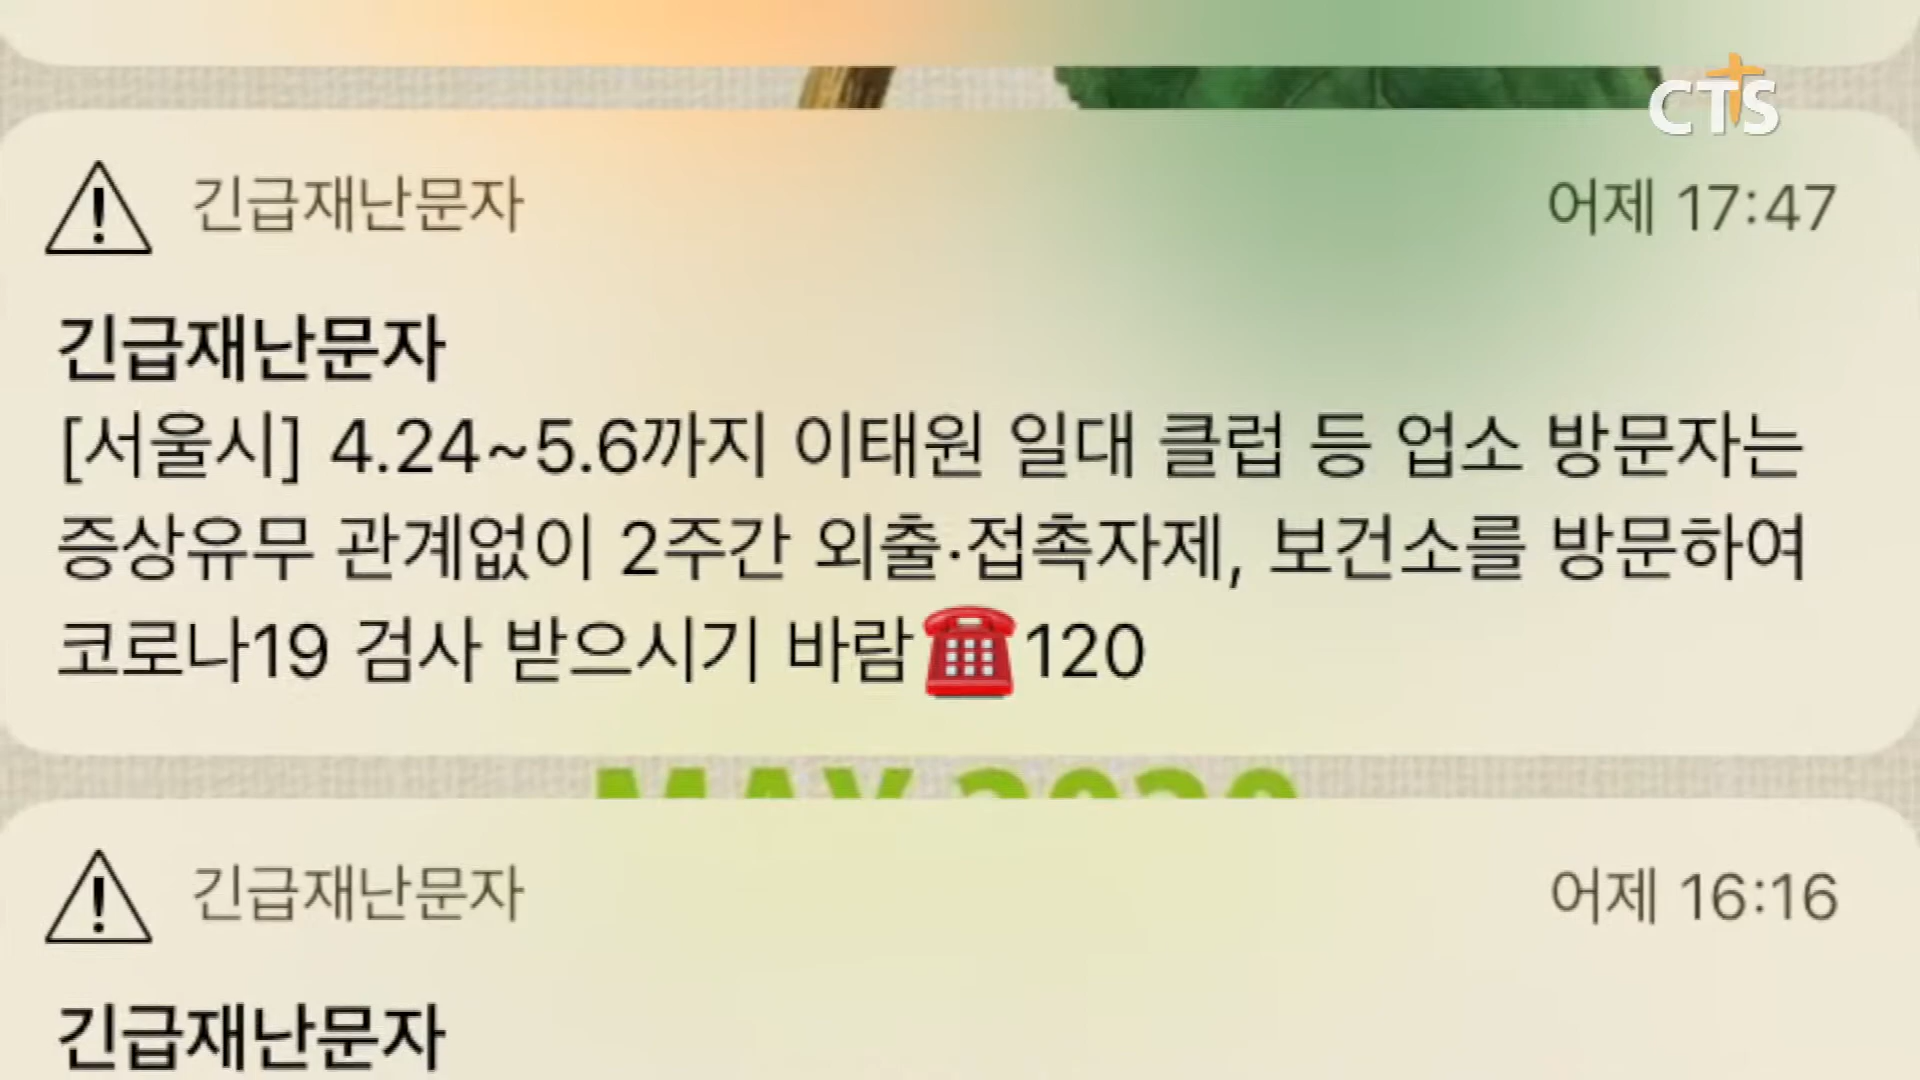 CTS
긴급재난문자
어제 17:47
긴급재난문자
[서울시] 4.24~5.6까지 이태원 일대 클럽 등 업소 방문자는
증상유무 관계없이 2주간 외출·접촉자제, 보건소를 방문하여
코로나19 검사 받으시기 바람☎120
MAY 2020
긴급재난문자
어제 16:16
긴급재난문자